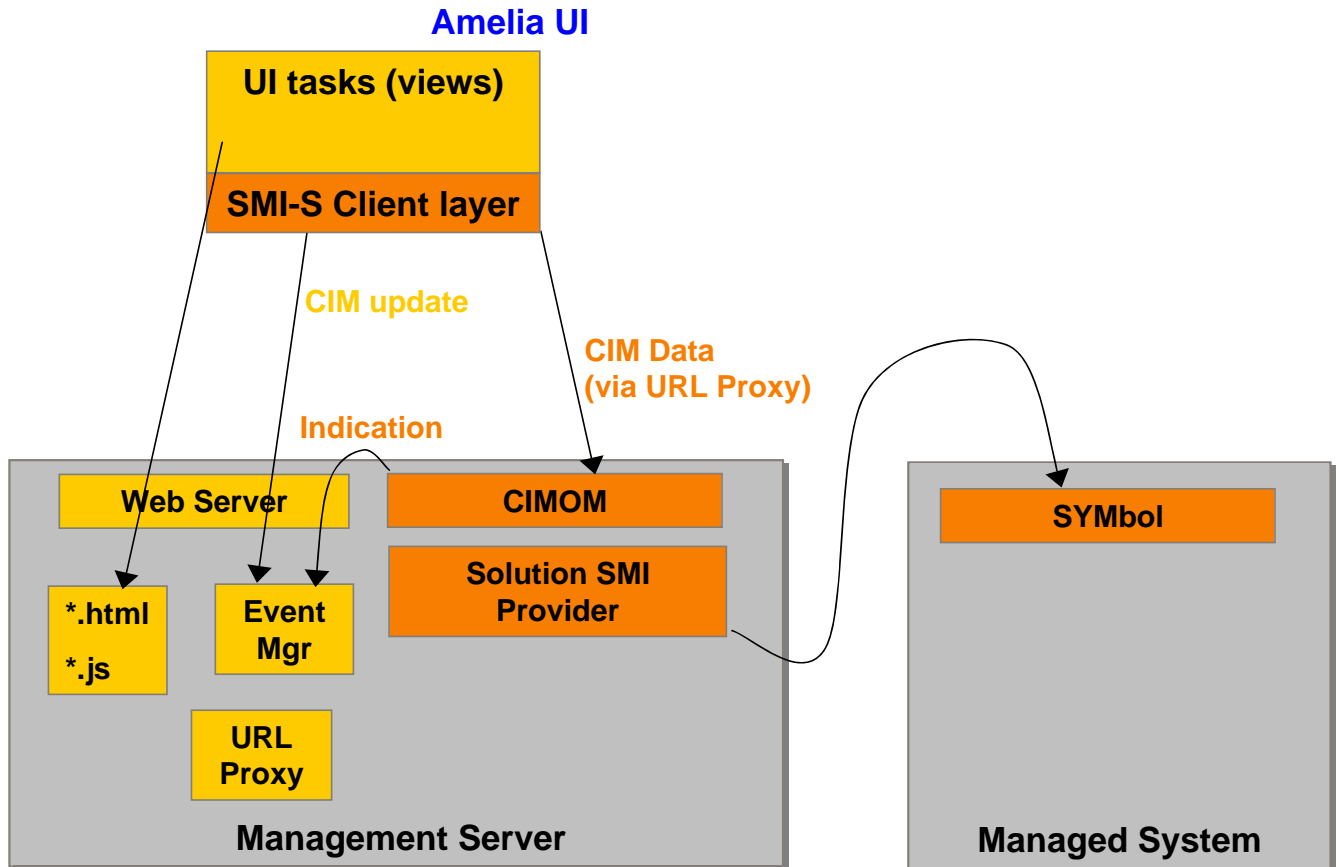 Amelia UI
UI tasks (views)
SMI-S Client layer
CIM update
CIM Data
(via URL Proxy)
Indication
Web Server
CIMOM
SYMbol
Solution SMI
Provider
*.html
*.js
Event
Mgr
URL
Proxy
Management Server
Managed System